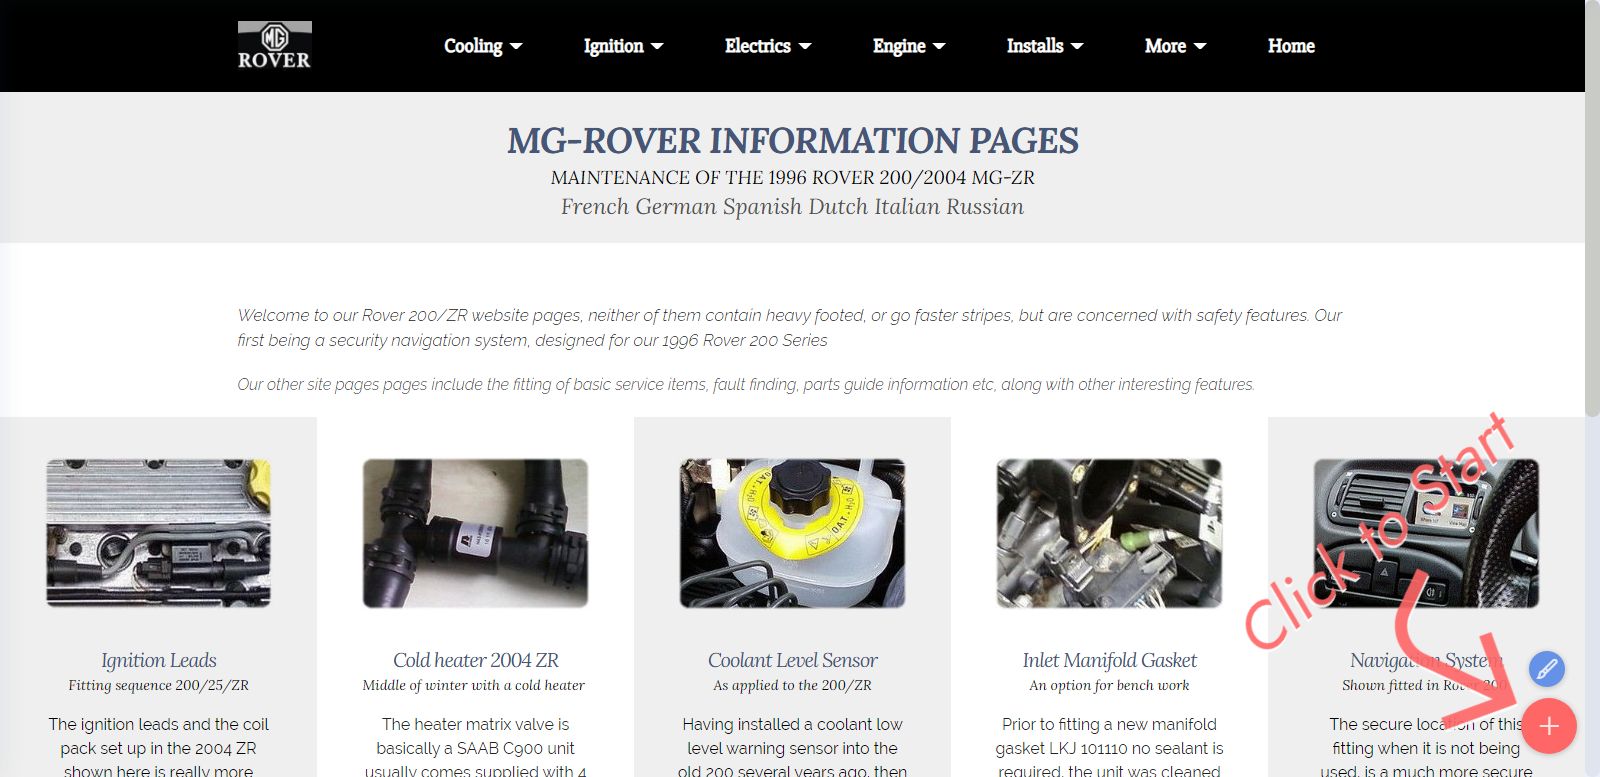 MG
ROVER
Cooling
Ignition
Electrics
Engine
Installs
More
Home
MG-ROVER INFORMATION PAGES
MAINTENANCE OF THE 1996 ROVER 200/2004 MG-ZR
French German Spanish Dutch Italian Russian
Welcome to our Rover 200/ZR website pages, neither of them contain heavy footed, or go faster stripes, but are concerned with safety features. Our
first being a security navigation system, designed for our 1996 Rover 200 Series
Our other site pages pages include the fitting of basic service items, fault finding, parts guide information etc, along with other interesting features.
Click to Start
Ignition Leads
Fitting sequence 200/25/ZR
The ignition leads and the coil
pack set up in the 2004 ZR
shown here is really more
Cold heater 2004 ZR
Middle of winter with a cold heater
The heater matrix valve is
basically a SAAB C900 unit
usually comes supplied with 4
O.A.T. - H₂O
O.A.T. - H₂O
Coolant Level Sensor
As applied to the 200/ZR
Having installed a coolant low
level warning sensor into the
old 200 several years ago, then
Inlet Manifold Gasket
An option for bench work
Prior to fitting a new manifold
gasket LKJ 101110 no sealant is
required, the unit was cleaned
Navigation System
Shown fitted in Rover 200
The secure location of this
fitting when it is not being
used, is a much more secure